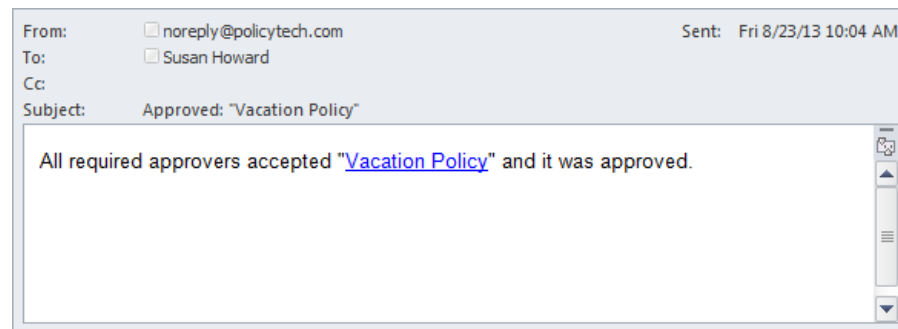 From: noreply@policytech.com Sent: Fri 8/23/13 10:04 AM
To: Susan Howard
Cc:
Subject: Approved: "Vacation Policy"
All required approvers accepted "Vacation Policy" and it was approved.